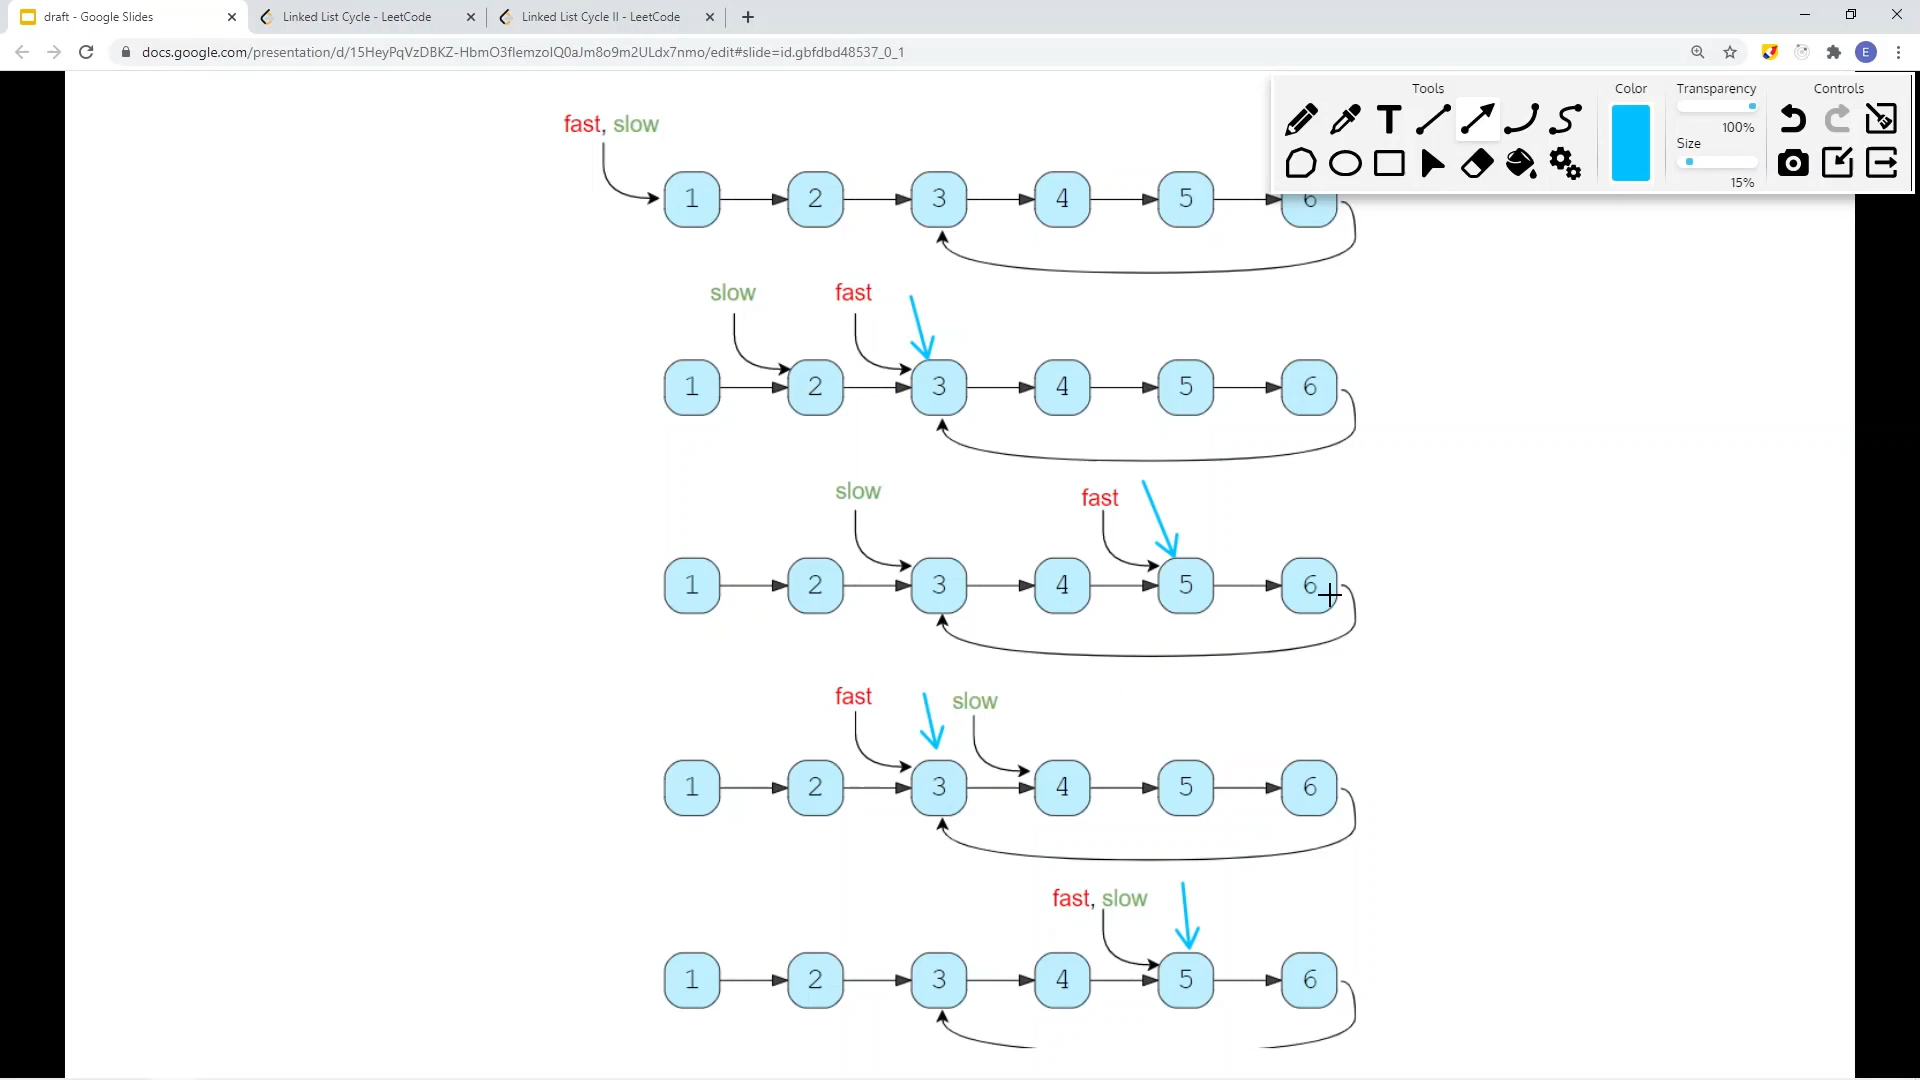 draft - Google Slides
Linked List Cycle - LeetCode
Linked List Cycle II - LeetCode
docs.google.com/presentation/d/15HeyPqVzDBKZ-HbmO3flemzolQ0aJm8o9m2ULdx7nmo/edit#slide=id.gbfdbd48537_0_1
E
Tools
Color
Transparency
Controls
T
100%
Size
15%
fast, slow
1 2 3 4 5 6
slow fast
1 2 3 4 5 6
slow fast
1 2 3 4 5 6
fast slow
1 2 3 4 5 6
fast, slow
1 2 3 4 5 6